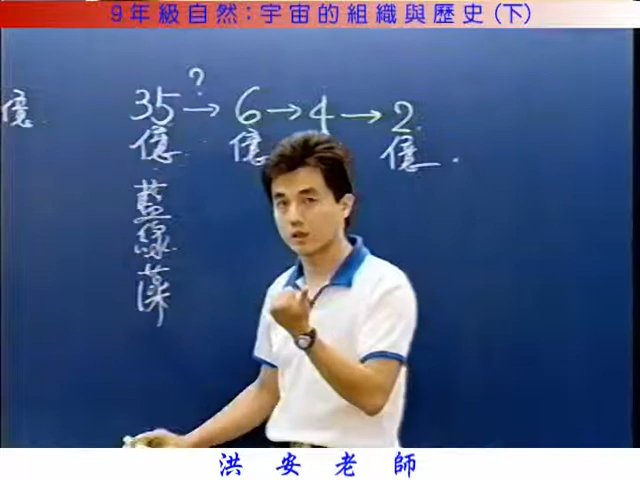 9年級自然:宇宙的組織與歷史(下)
?
35→6→4→2
億 億 億 億.
藍綠藻
洪安老師